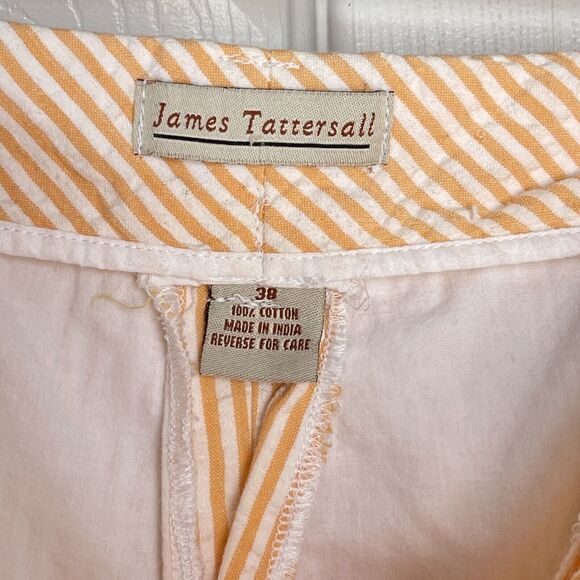 James Tattersall
38
100% COTTON
MADE IN INDIA
REVERSE FOR CARE